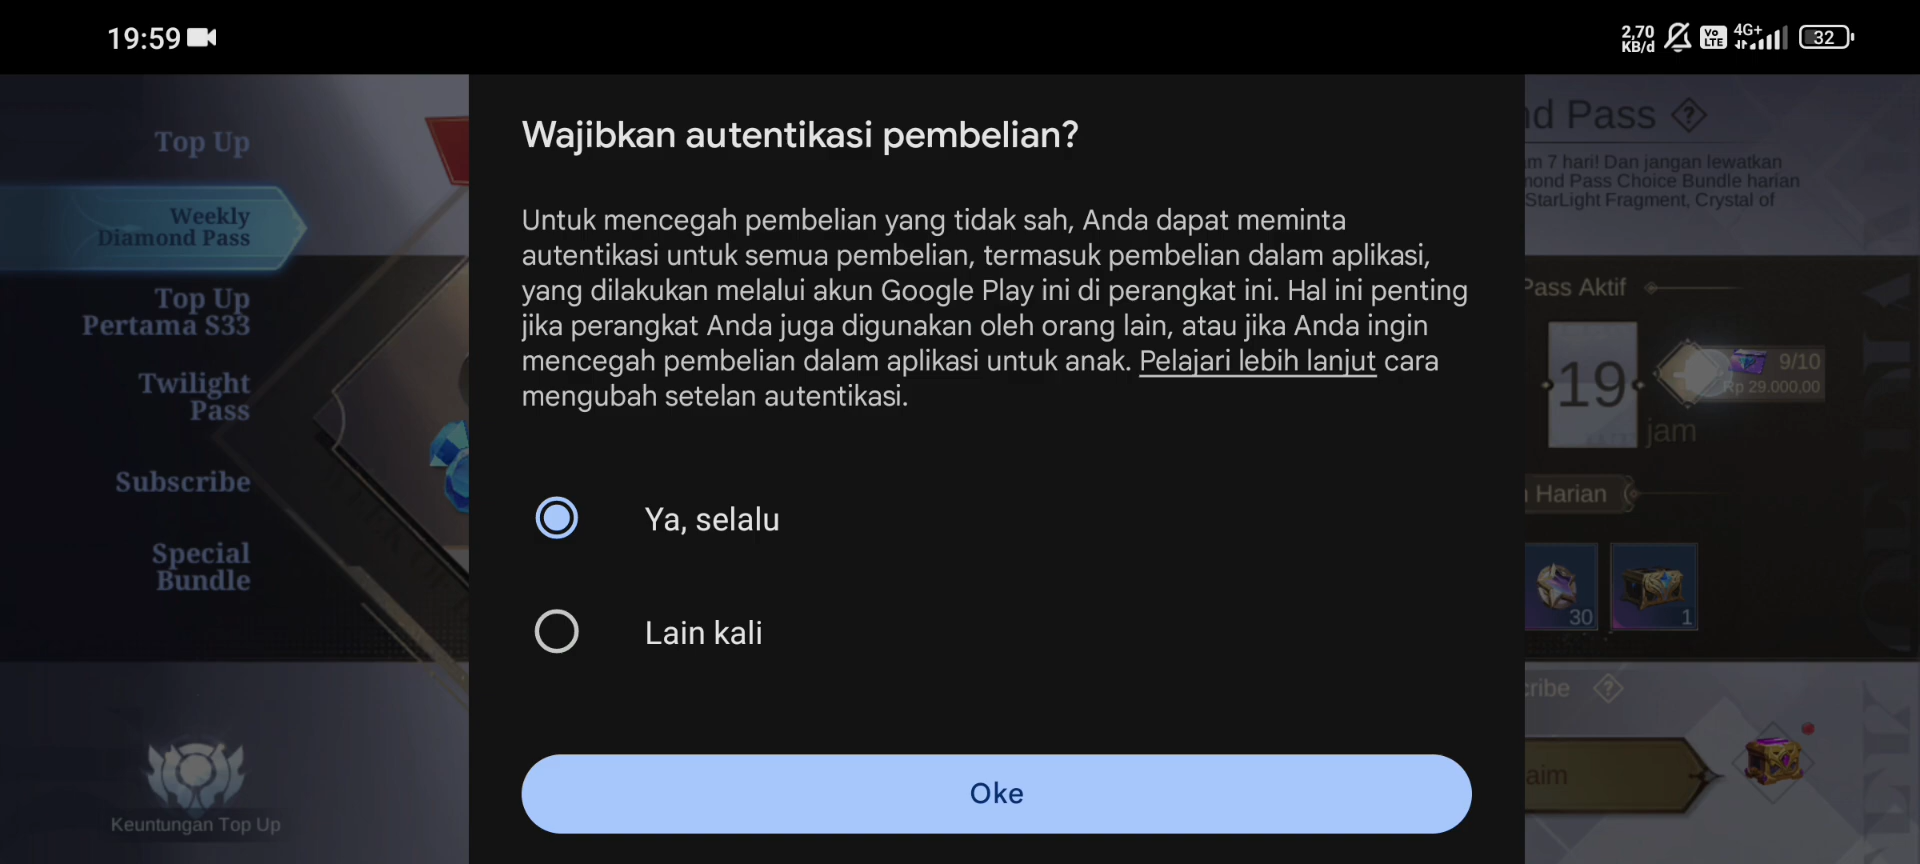 19:59
2,70
KB/d
Vo
LTE
4G+
32
Top Up
Weekly
Diamond Pass
Top Up
Pertama S33
Twilight
Pass
Subscribe
Special
Bundle
Keuntungan Top Up
Wajibkan autentikasi pembelian?
Untuk mencegah pembelian yang tidak sah, Anda dapat meminta
autentikasi untuk semua pembelian, termasuk pembelian dalam aplikasi,
yang dilakukan melalui akun Google Play ini di perangkat ini. Hal ini penting
jika perangkat Anda juga digunakan oleh orang lain, atau jika Anda ingin
mencegah pembelian dalam aplikasi untuk anak. Pelajari lebih lanjut cara
mengubah setelan autentikasi.
Ya, selalu
Lain kali
Oke
d Pass ?
m 7 hari! Dan jangan lewatkan
mond Pass Choice Bundle harian
StarLight Fragment, Crystal of
Pass Aktif
19
jam
9/10
Rp 29.000,00
Harian
30
1
cribe ?
aim